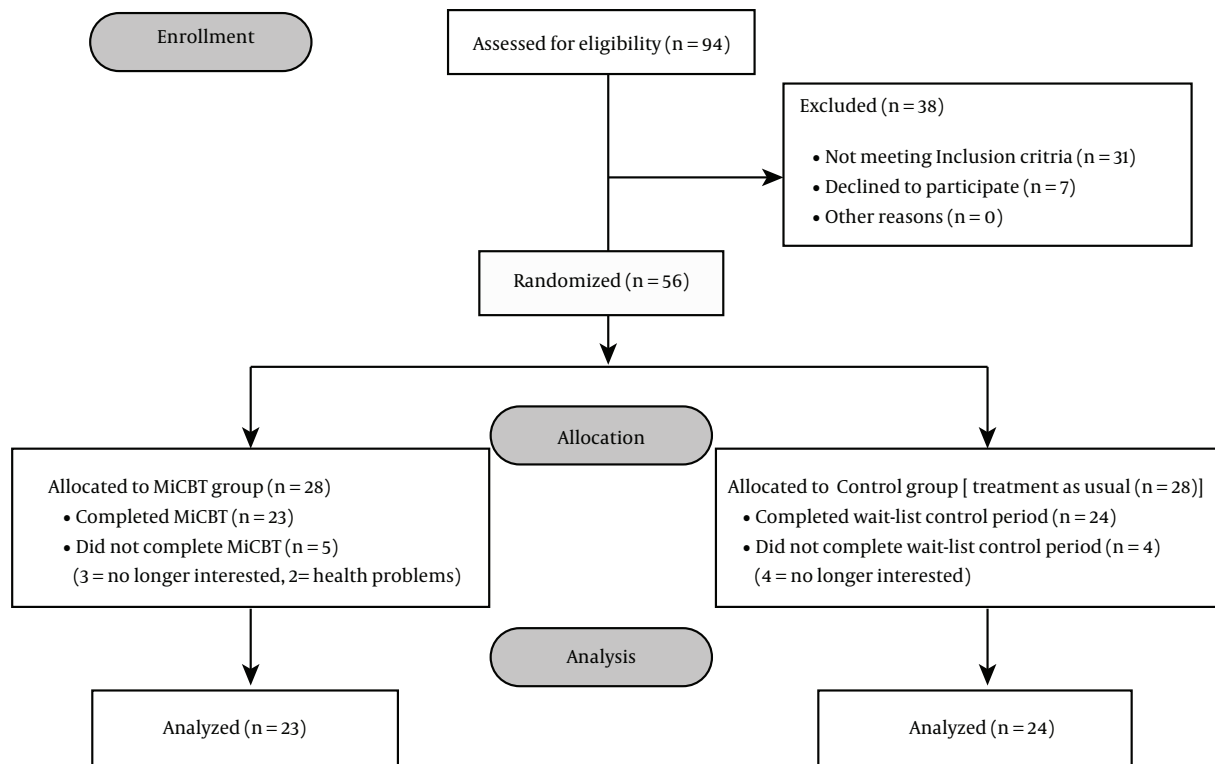 Enrollment
Assessed for eligibility (n = 94)
Excluded (n = 38)
• Not meeting Inclusion critria (n = 31)
• Declined to participate (n = 7)
• Other reasons (n = 0)
Randomized (n = 56)
Allocation
Allocated to MiCBT group (n = 28)
• Completed MiCBT (n = 23)
• Did not complete MiCBT (n = 5)
(3 = no longer interested, 2= health problems)
Allocated to Control group [ treatment as usual (n = 28)]
• Completed wait-list control period (n = 24)
• Did not complete wait-list control period (n = 4)
(4 = no longer interested)
Analysis
Analyzed (n = 23)
Analyzed (n = 24)